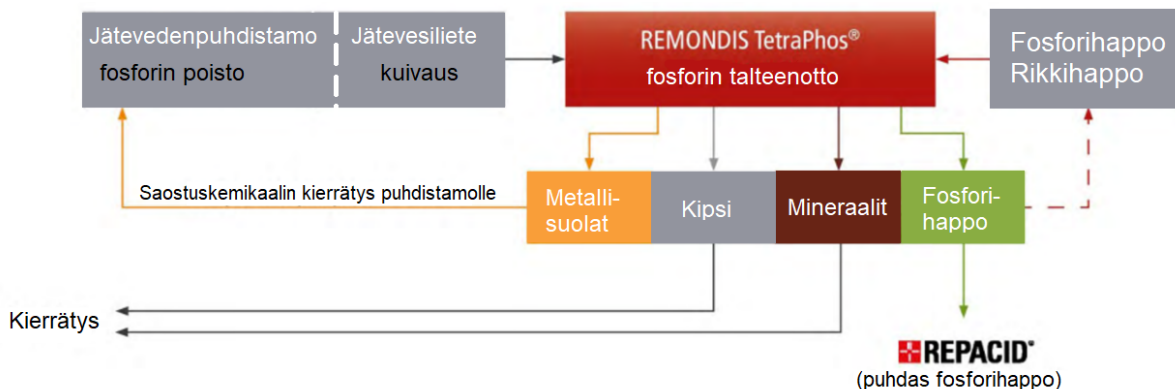 Jätevedenpuhdistamo
fosforin poisto
Jätevesiliete
kuivaus
REMONDIS TetraPhos®
fosforin talteenotto
Fosforihappo
Rikkihappo
Saostuskemikaalin kierrätys puhdistamolle
Metalli-
suolat
Kipsi
Mineraalit
Fosfori-
happo
Kierrätys
REPACID®
(puhdas fosforihappo)